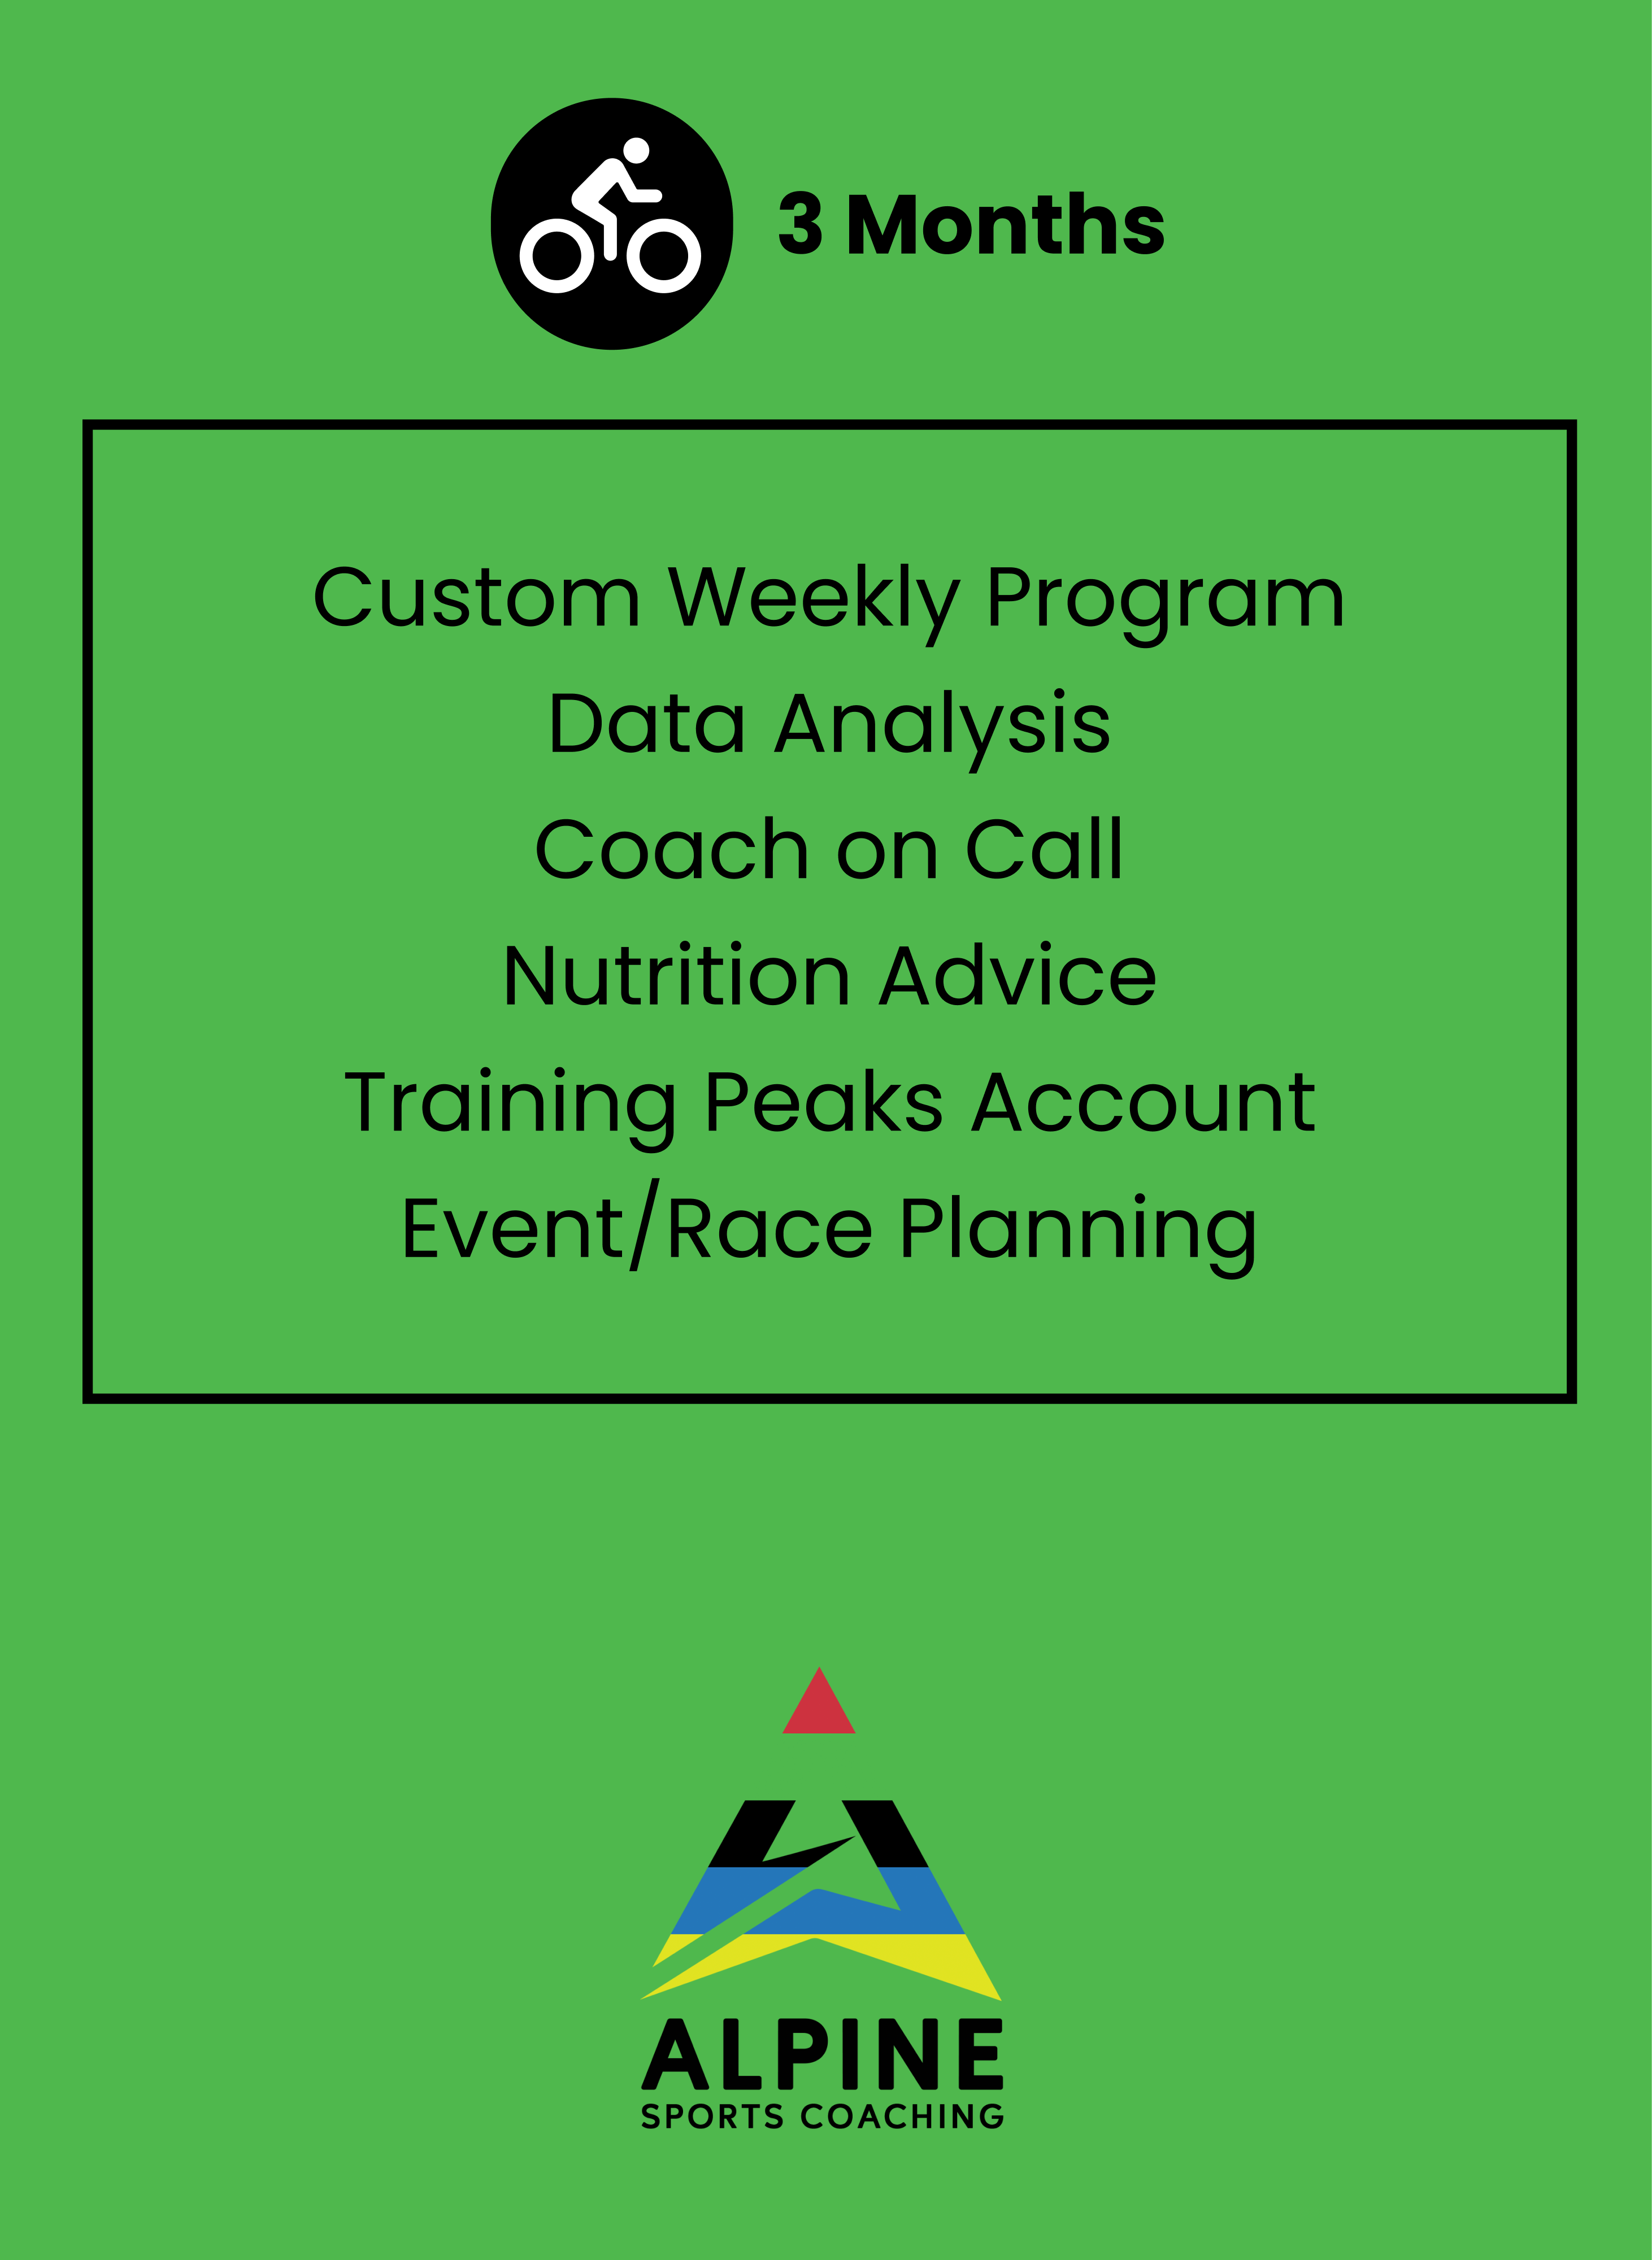 3 Months
Custom Weekly Program
Data Analysis
Coach on Call
Nutrition Advice
Training Peaks Account
Event/Race Planning
ALPINE
SPORTS COACHING